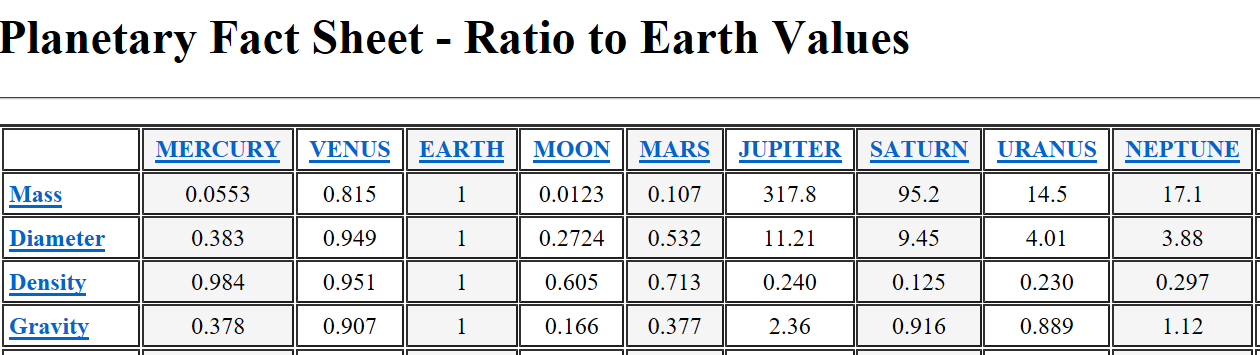 Planetary Fact Sheet - Ratio to Earth Values
MERCURY VENUS EARTH MOON MARS JUPITER SATURN URANUS NEPTUNE
Mass 0.0553 0.815 1 0.0123 0.107 317.8 95.2 14.5 17.1
Diameter 0.383 0.949 1 0.2724 0.532 11.21 9.45 4.01 3.88
Density 0.984 0.951 1 0.605 0.713 0.240 0.125 0.230 0.297
Gravity 0.378 0.907 1 0.166 0.377 2.36 0.916 0.889 1.12